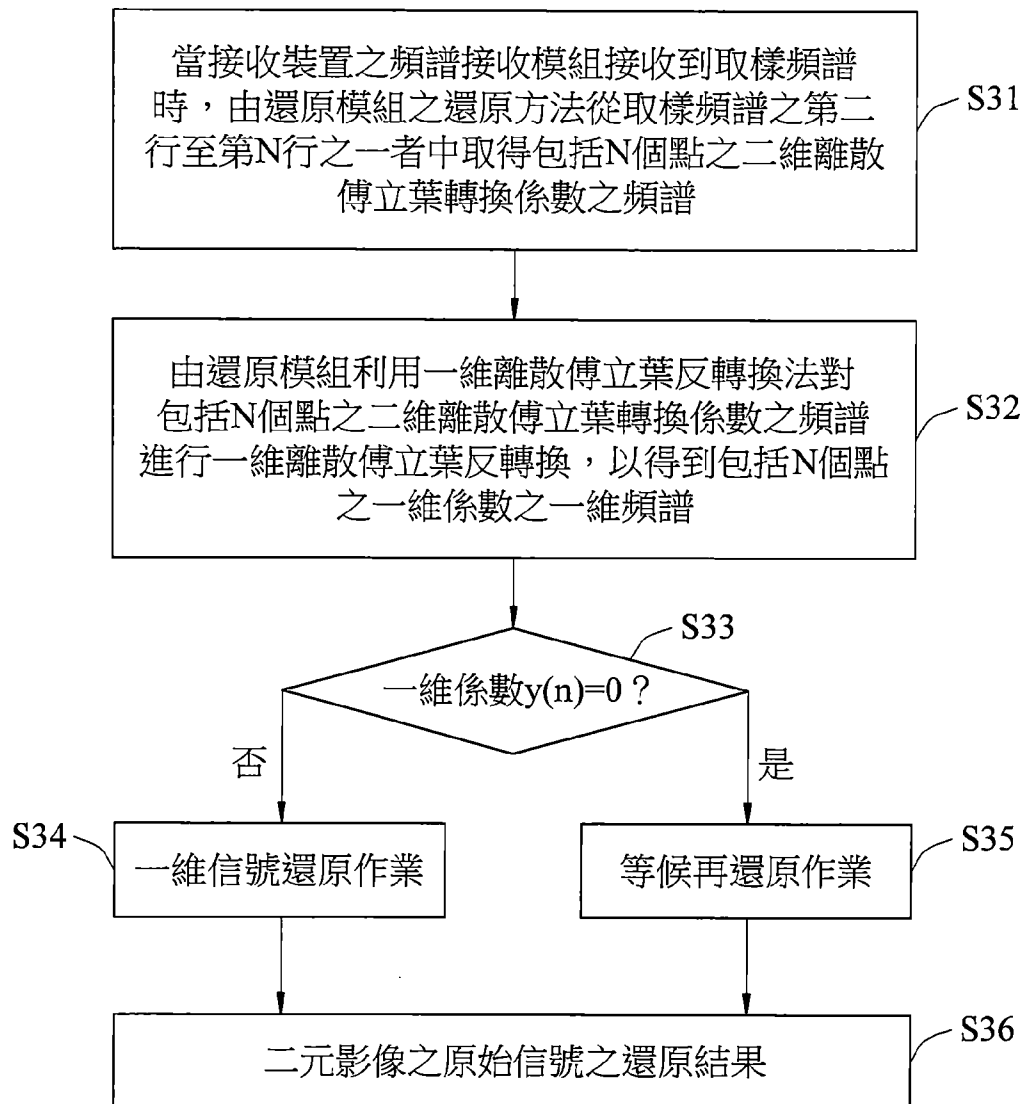 當接收裝置之頻譜接收模組接收到取樣頻譜
時，由還原模組之還原方法從取樣頻譜之第二
行至第N行之一者中取得包括N個點之二維離散
傅立葉轉換係數之頻譜
S31
由還原模組利用一維離散傅立葉反轉換法對
包括N個點之二維離散傅立葉轉換係數之頻譜
進行一維離散傅立葉反轉換，以得到包括N個點
之一維係數之一維頻譜
S32
S33
一維係數y(n)=0？
否
是
S34
一維信號還原作業
等候再還原作業
S35
二元影像之原始信號之還原結果
S36